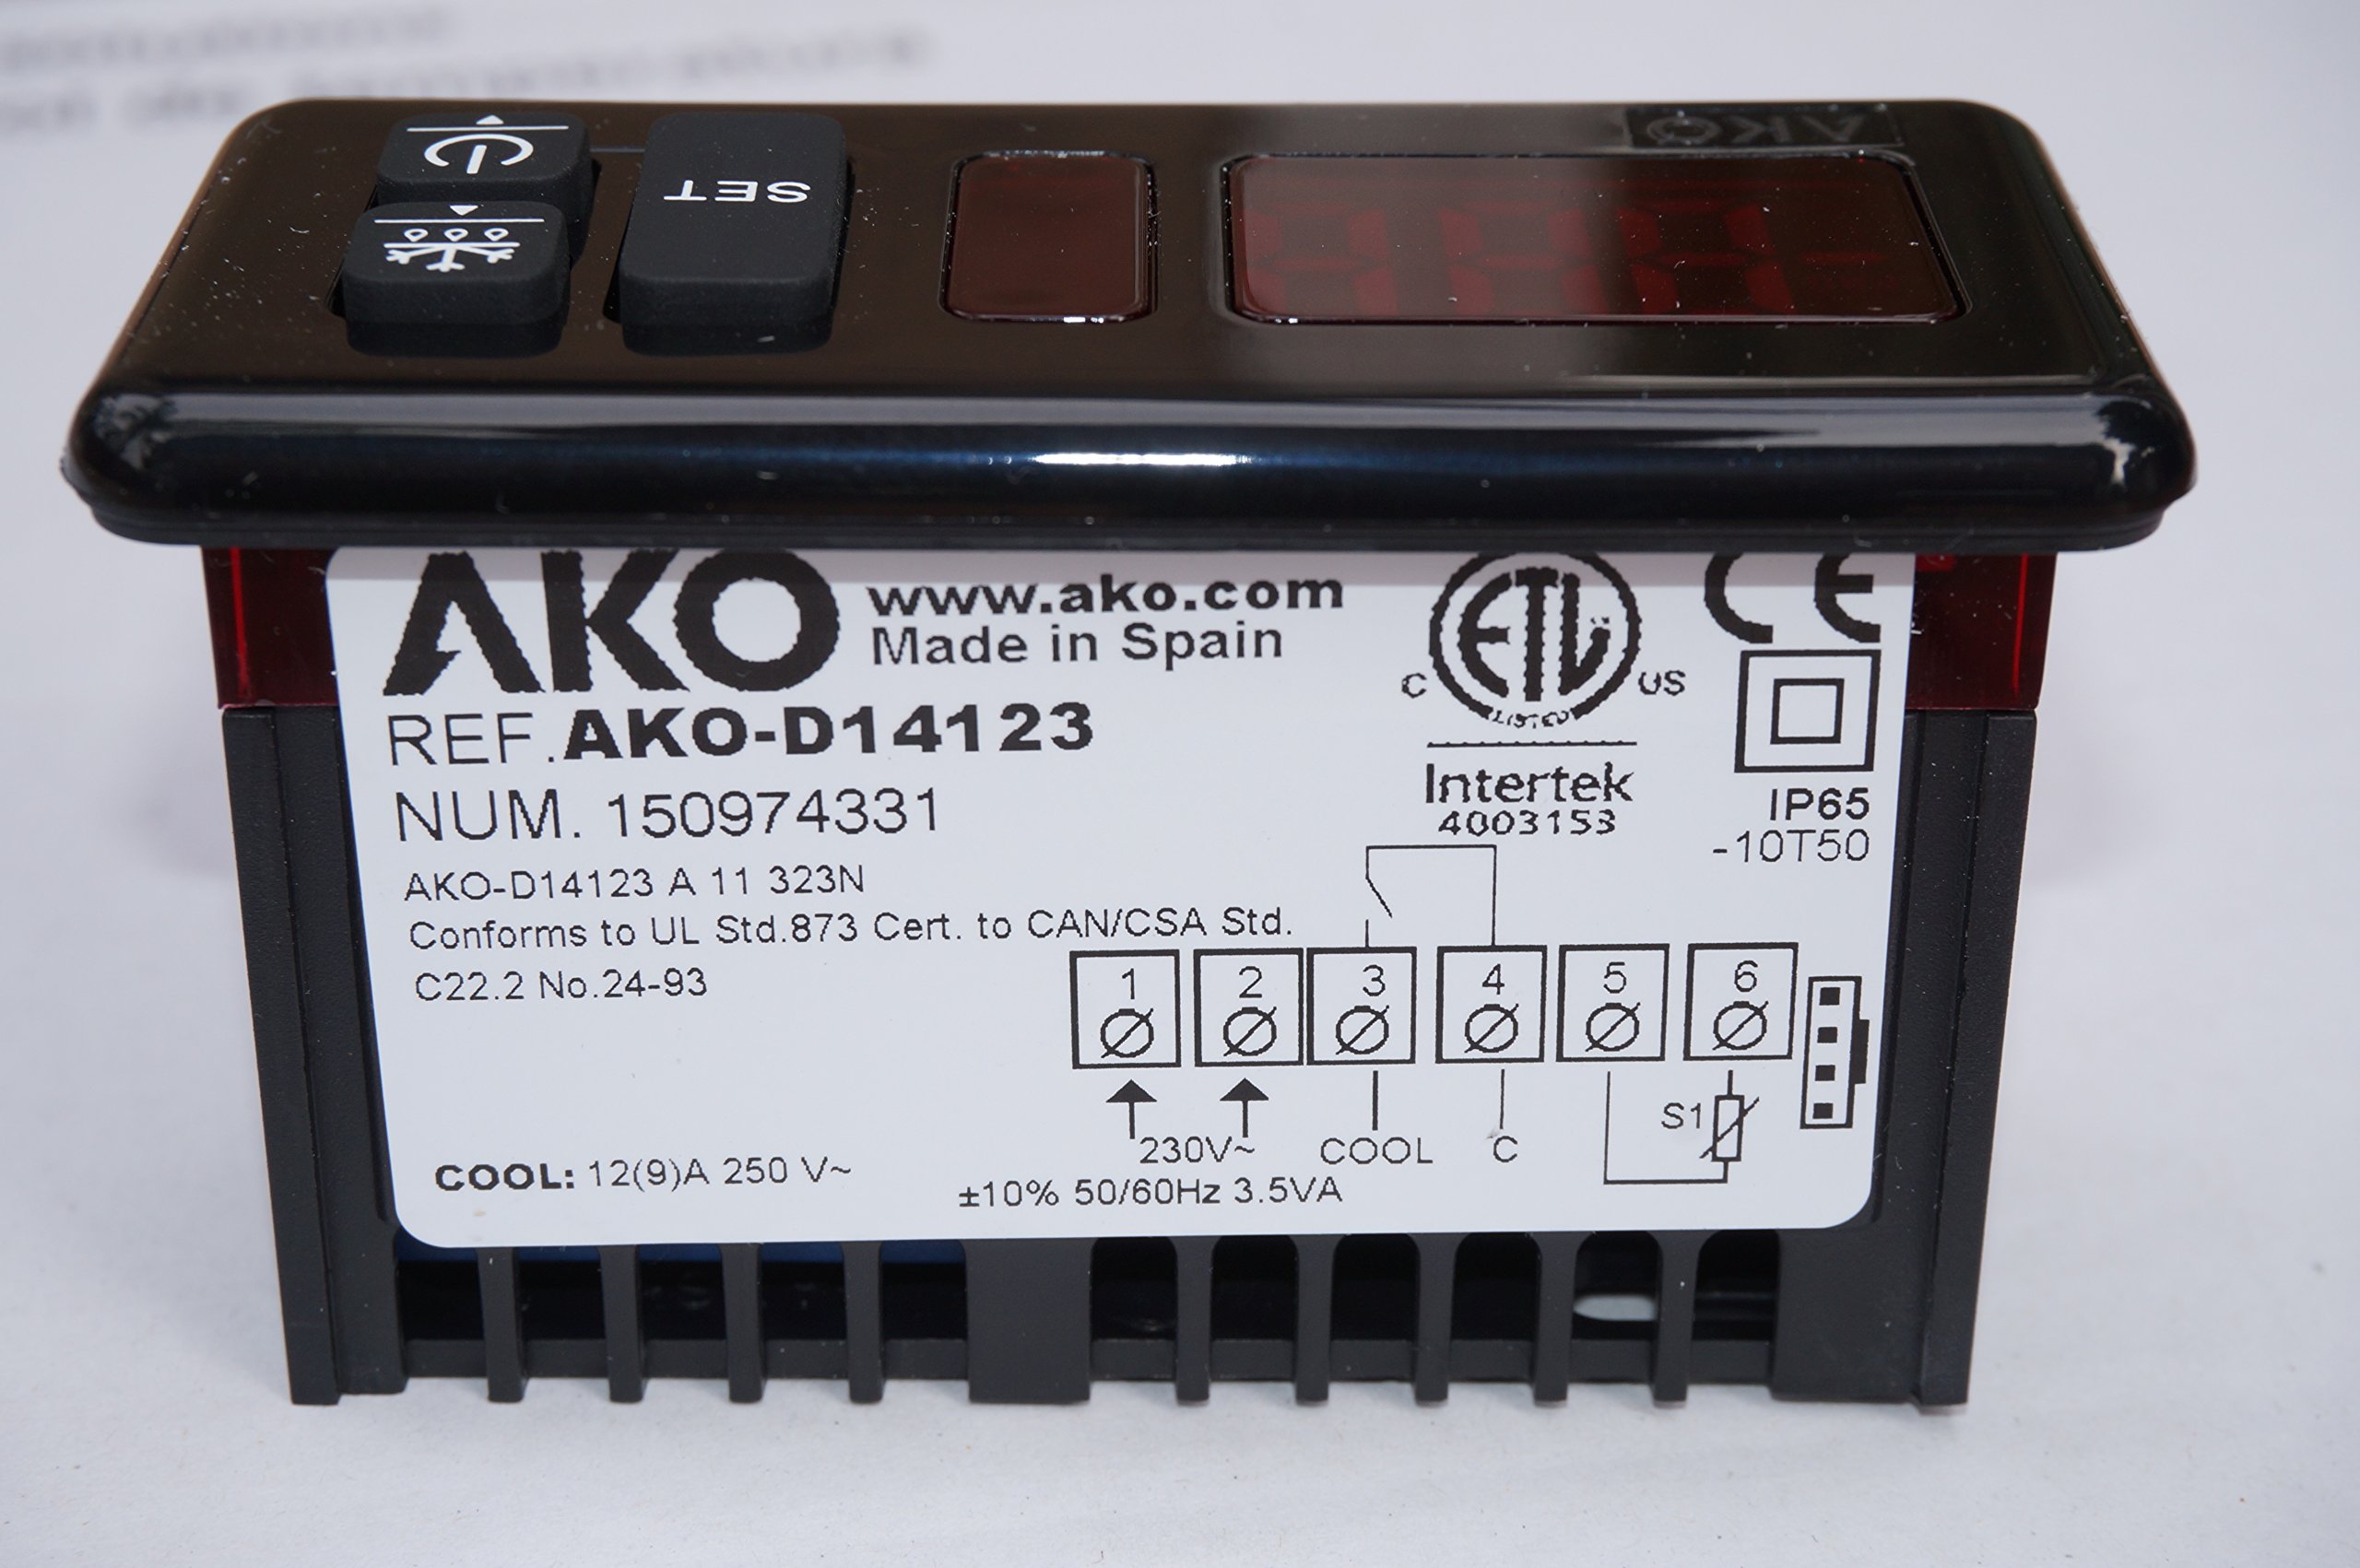 SET
AKO
AKO
www.ako.com
Made in Spain
REF.AKO-D14123
NUM. 150974331
AKO-D14123 A 11 323N
Conforms to UL Std.873 Cert. to CAN/CSA Std.
C22.2 No.24-93
ETL
C US
LISTED
Intertek
4003153
CE
IP65
-10T50
1 2 3 4 5 6
230V~ COOL C S1
±10% 50/60Hz 3.5VA
COOL: 12(9)A 250 V~